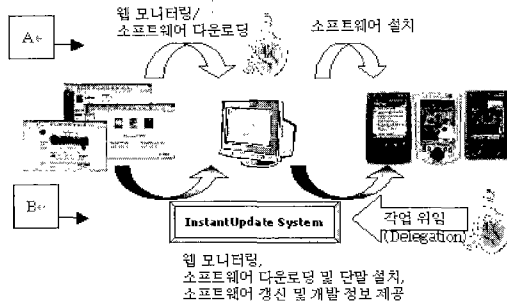 웹 모니터링/
소프트웨어 다운로딩
소프트웨어 설치
A
B
InstantUpdate System
작업 위임
(Delegation)
웹 모니터링,
소프트웨어 다운로딩 및 단말 설치,
소프트웨어 갱신 및 개발 정보 제공